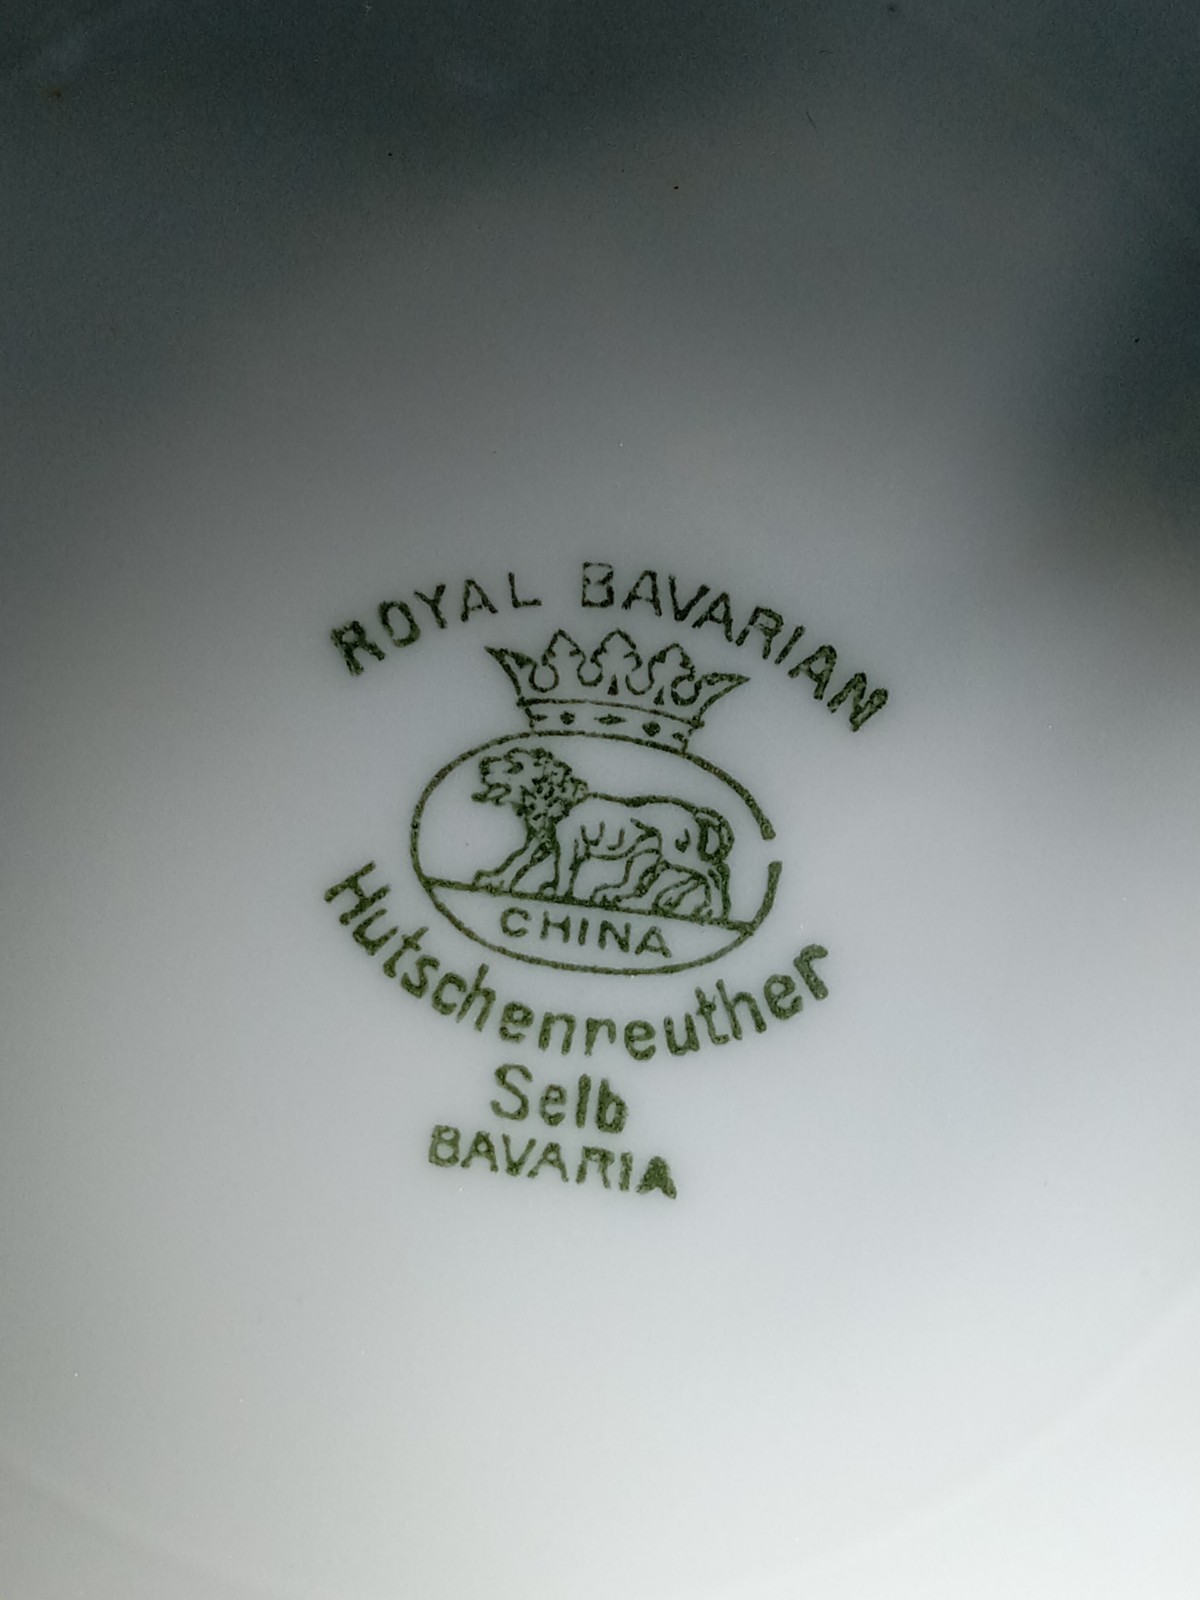 ROYAL BAVARIAN
CHINA
Hutschenreuther
Selb
BAVARIA